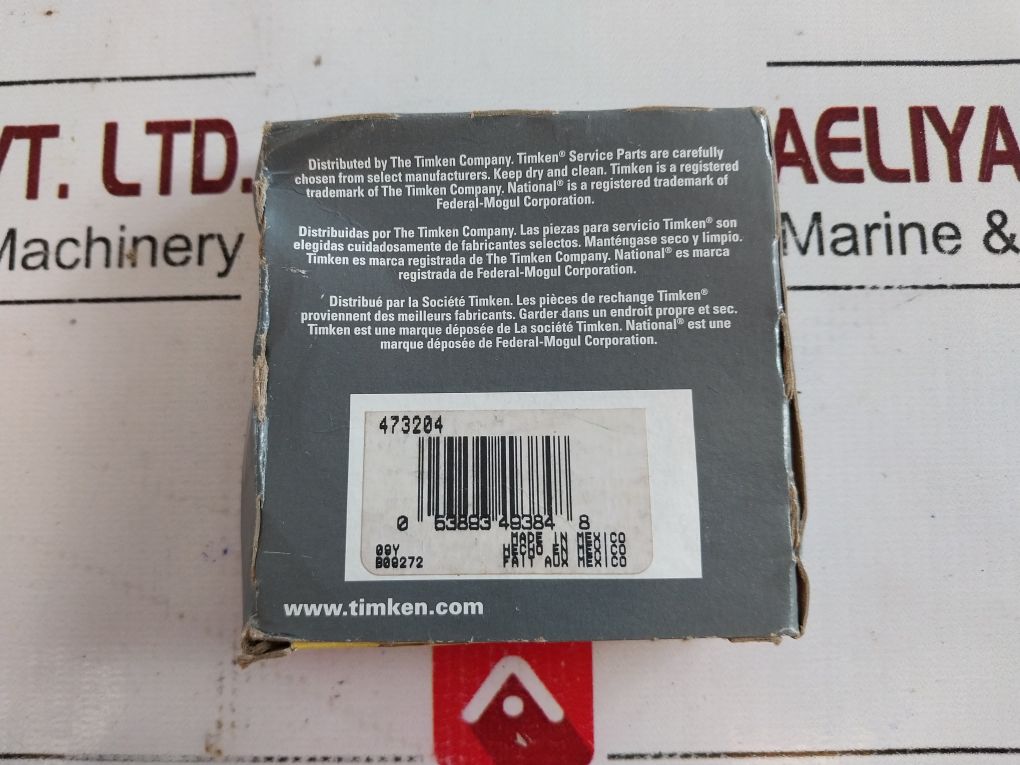 VT. LTD.
Machinery
AELIYA
Marine &
Distributed by The Timken Company. Timken® Service Parts are carefully
chosen from select manufacturers. Keep dry and clean. Timken is a registered
trademark of The Timken Company. National® is a registered trademark of
Federal-Mogul Corporation.
Distribuidas por The Timken Company. Las piezas para servicio Timken® son
elegidas cuidadosamente de fabricantes selectos. Manténgase seco y limpio.
Timken es marca registrada de The Timken Company. National® es marca
registrada de Federal-Mogul Corporation.
Distribué par la Société Timken. Les pièces de rechange Timken®
proviennent des meilleurs fabricants. Garder dans un endroit propre et sec.
Timken est une marque déposée de La société Timken. National® est une
marque déposée de Federal-Mogul Corporation.
473204
0 53893 49384 8
MADE IN MEXICO
09Y HECHO EN MEXICO
B09272 FAIT AUX MEXICO
www.timken.com